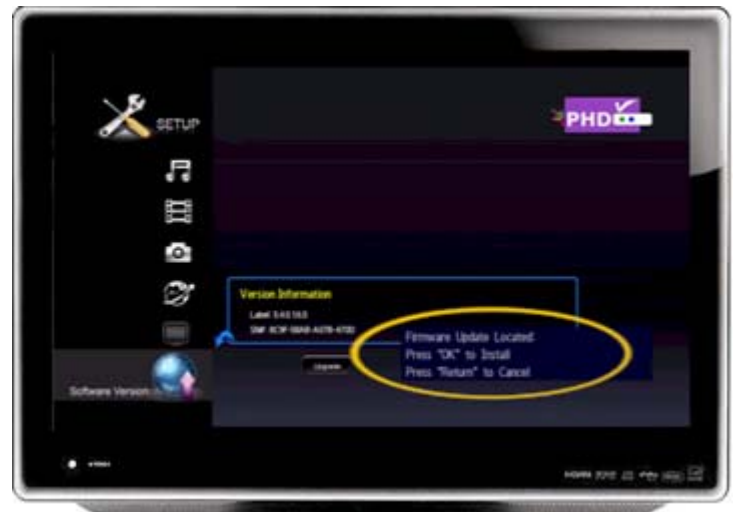 SETUP
PHD
Version Information
Firmware Update Located:
Press "OK" to Install
Press "Return" to Cancel
Upgrade
Software Version